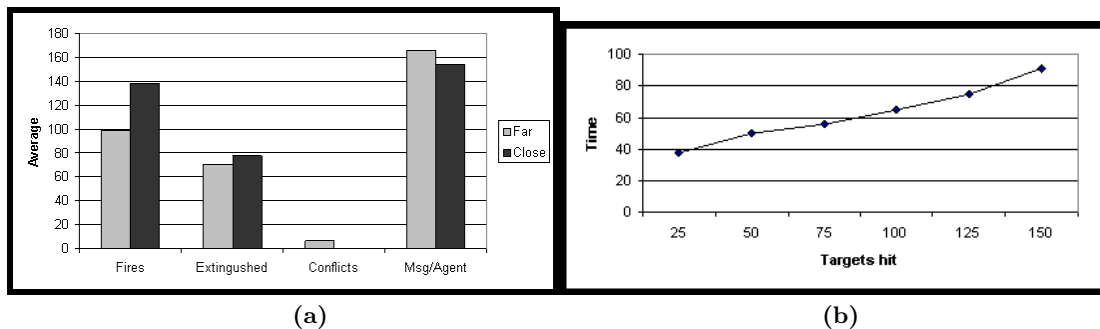 180
160
140
120
100
80
60
40
20
0
Average
Fires Extingushed Conflicts Msg/Agent
Far
Close
(a)
100
80
60
40
20
0
Time
25 50 75 100 125 150
Targets hit
(b)